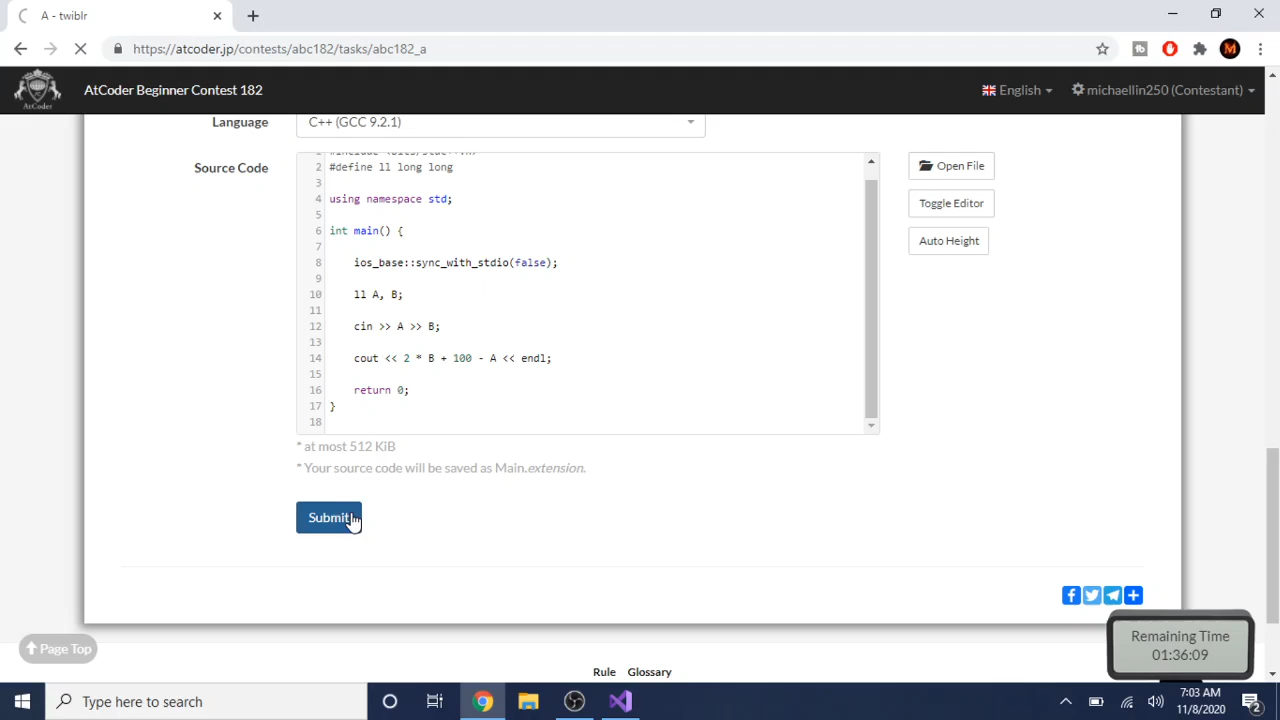 A - twiblr
https://atcoder.jp/contests/abc182/tasks/abc182_a
AtCoder
AtCoder Beginner Contest 182
English
michaellin250 (Contestant)
Language
C++ (GCC 9.2.1)
Source Code
Open File
Toggle Editor
Auto Height
2 #define ll long long
3
4 using namespace std;
5
6 int main() {
7
8 ios_base::sync_with_stdio(false);
9
10 ll A, B;
11
12 cin >> A >> B;
13
14 cout << 2 * B + 100 - A << endl;
15
16 return 0;
17 }
18
* at most 512 KiB
* Your source code will be saved as Main.extension.
Submit
Page Top
Remaining Time
01:36:09
Rule Glossary
Type here to search
7:03 AM
11/8/2020
2